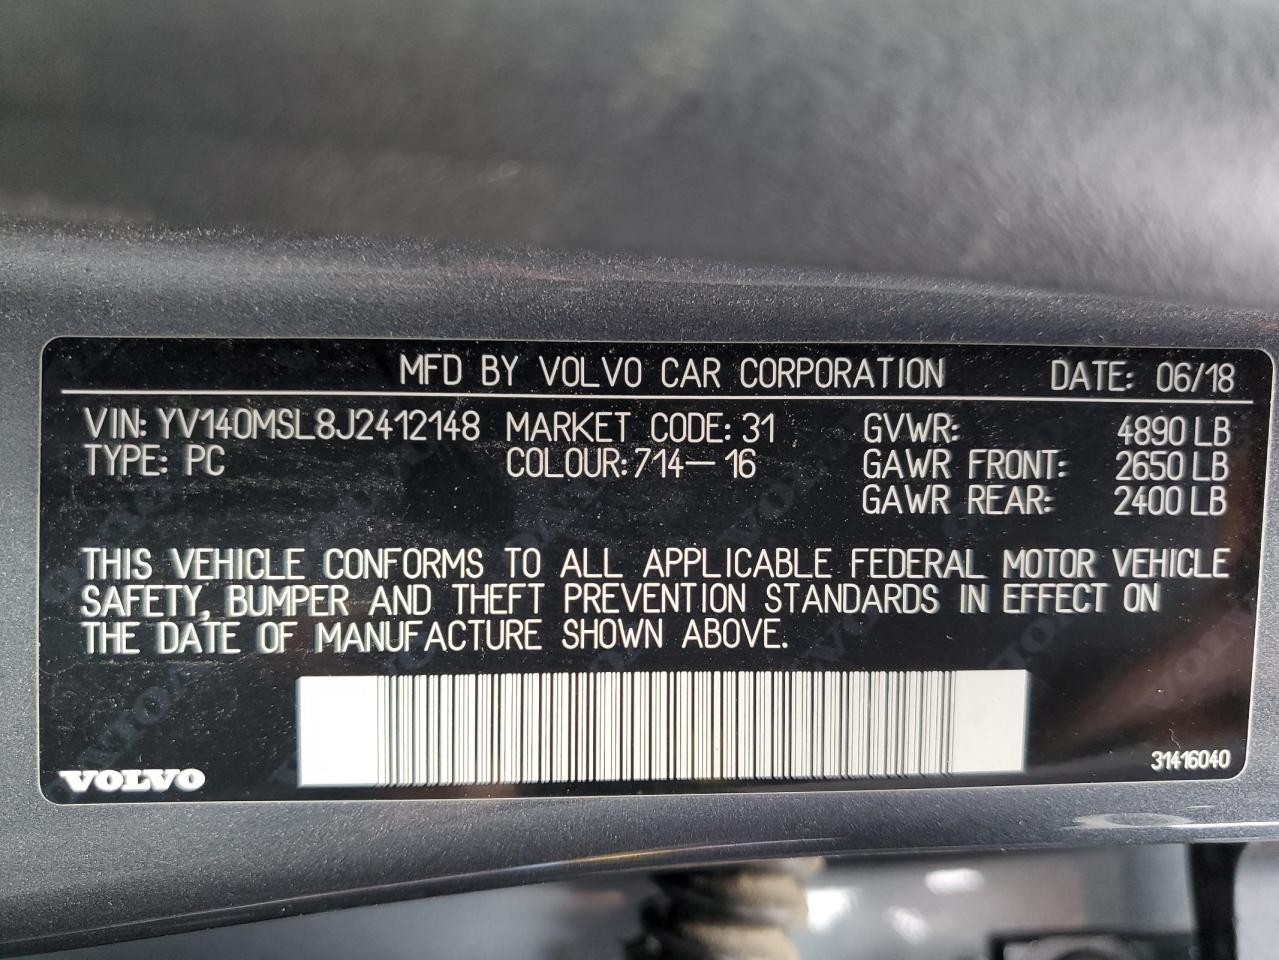 MFD BY VOLVO CAR CORPORATION DATE: 06/18
VIN: YV140MSL8J2412148 MARKET CODE: 31 GVWR: 4890 LB
TYPE: PC COLOUR: 714-16 GAWR FRONT: 2650 LB
GAWR REAR: 2400 LB
THIS VEHICLE CONFORMS TO ALL APPLICABLE FEDERAL MOTOR VEHICLE
SAFETY, BUMPER AND THEFT PREVENTION STANDARDS IN EFFECT ON
THE DATE OF MANUFACTURE SHOWN ABOVE.
VOLVO 31416040